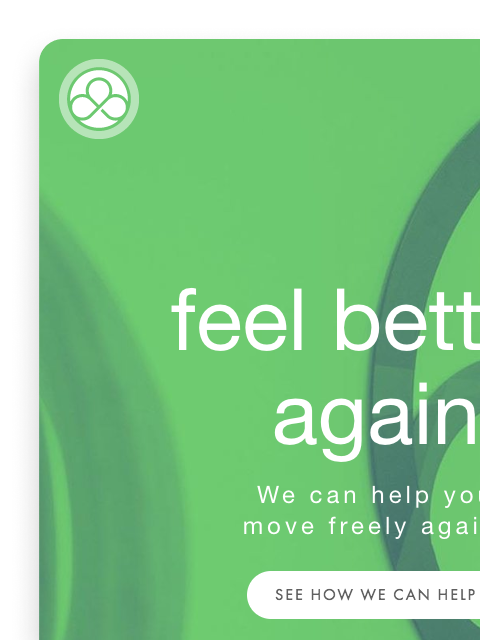 feel bett
again
We can help you
move freely agai
SEE HOW WE CAN HELP